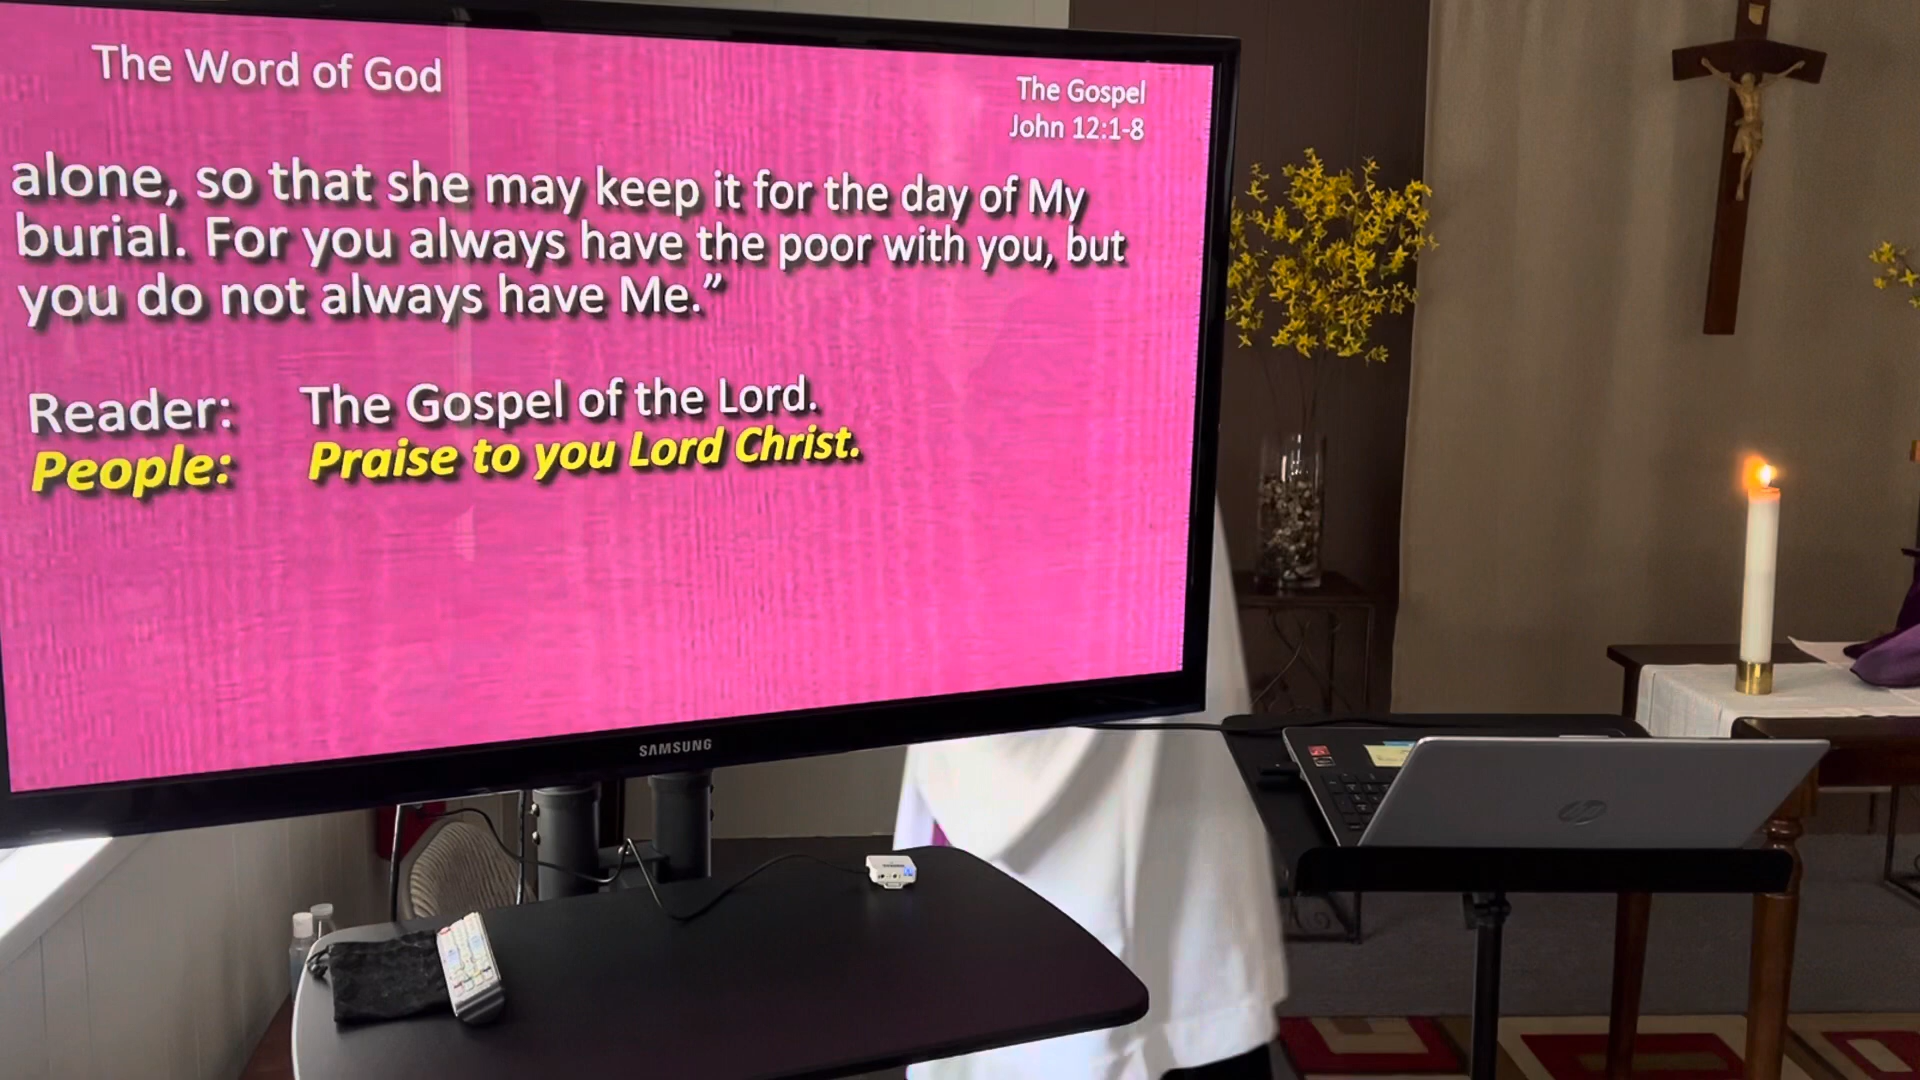 The Word of God
The Gospel
John 12:1-8
alone, so that she may keep it for the day of My
burial. For you always have the poor with you, but
you do not always have Me.”
Reader: The Gospel of the Lord.
People: Praise to you Lord Christ.
SAMSUNG
hp